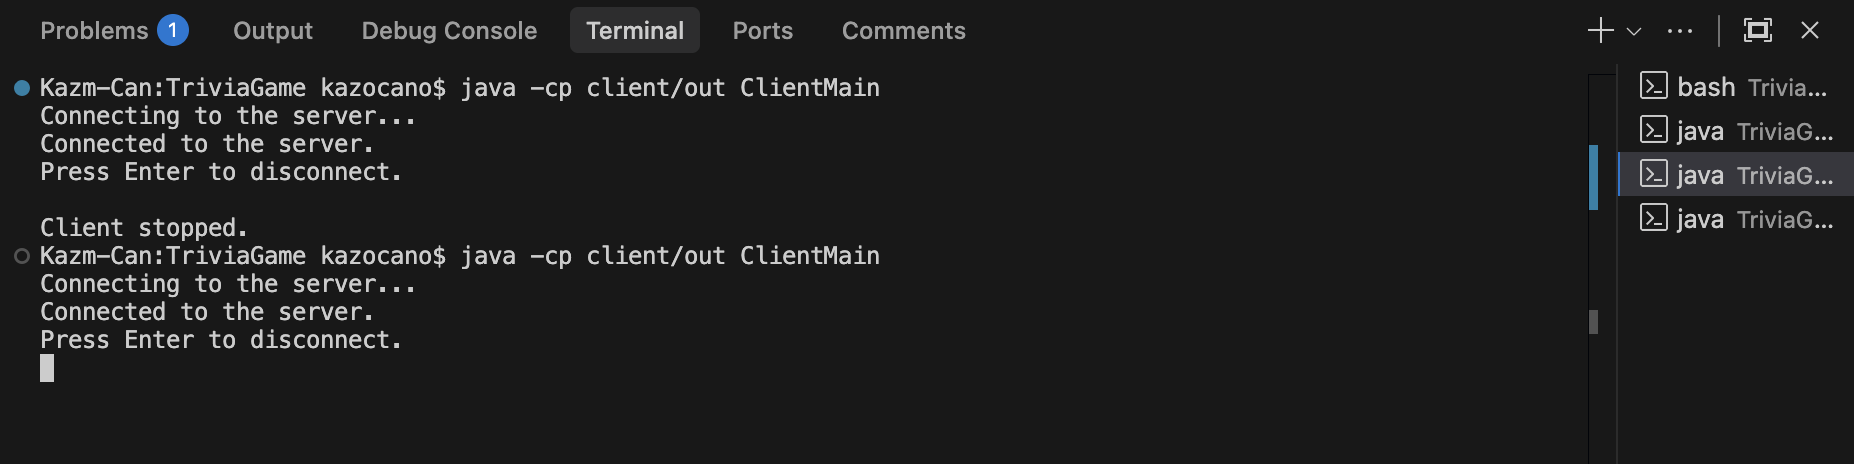 Problems 1 Output Debug Console Terminal Ports Comments
Kazm-Can:TriviaGame kazocano$ java -cp client/out ClientMain
Connecting to the server...
Connected to the server.
Press Enter to disconnect.
Client stopped.
Kazm-Can:TriviaGame kazocano$ java -cp client/out ClientMain
Connecting to the server...
Connected to the server.
Press Enter to disconnect.
bash Trivia...
java TriviaG...
java TriviaG...
java TriviaG...